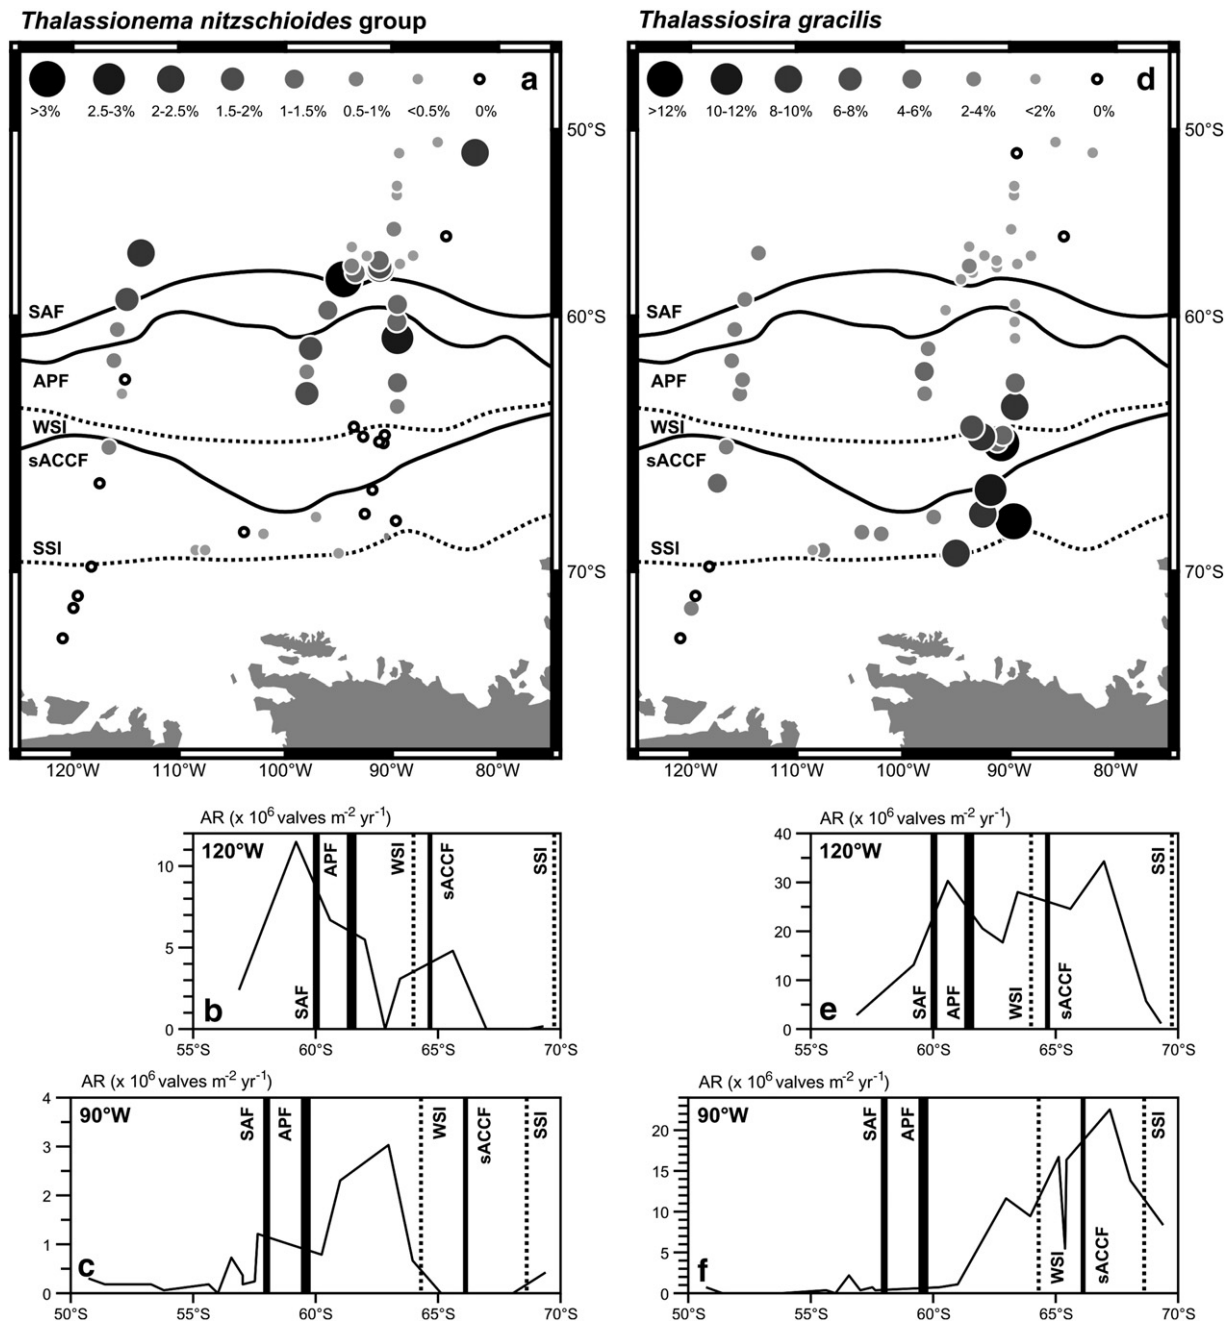 Thalassionema nitzschioides group
Thalassiosira gracilis
a
>3% 2.5-3% 2-2.5% 1.5-2% 1-1.5% 0.5-1% <0.5% 0%
d
>12% 10-12% 8-10% 6-8% 4-6% 2-4% <2% 0%
50°S
50°S
SAF
60°S
SAF
60°S
APF
APF
WSI
WSI
sACCF
sACCF
SSI
70°S
SSI
70°S
120°W 110°W 100°W 90°W 80°W
120°W 110°W 100°W 90°W 80°W
AR (x 10⁶ valves m⁻² yr⁻¹)
120°W
10
5
0
b
SAF
APF
WSI
sACCF
SSI
55°S 60°S 65°S 70°S
AR (x 10⁶ valves m⁻² yr⁻¹)
120°W
40
30
20
10
0
e
SAF
APF
WSI
sACCF
SSI
55°S 60°S 65°S 70°S
AR (x 10⁶ valves m⁻² yr⁻¹)
90°W
4
3
2
1
0
c
SAF
APF
WSI
sACCF
SSI
50°S 55°S 60°S 65°S 70°S
AR (x 10⁶ valves m⁻² yr⁻¹)
90°W
20
15
10
5
0
f
SAF
APF
WSI
sACCF
SSI
50°S 55°S 60°S 65°S 70°S